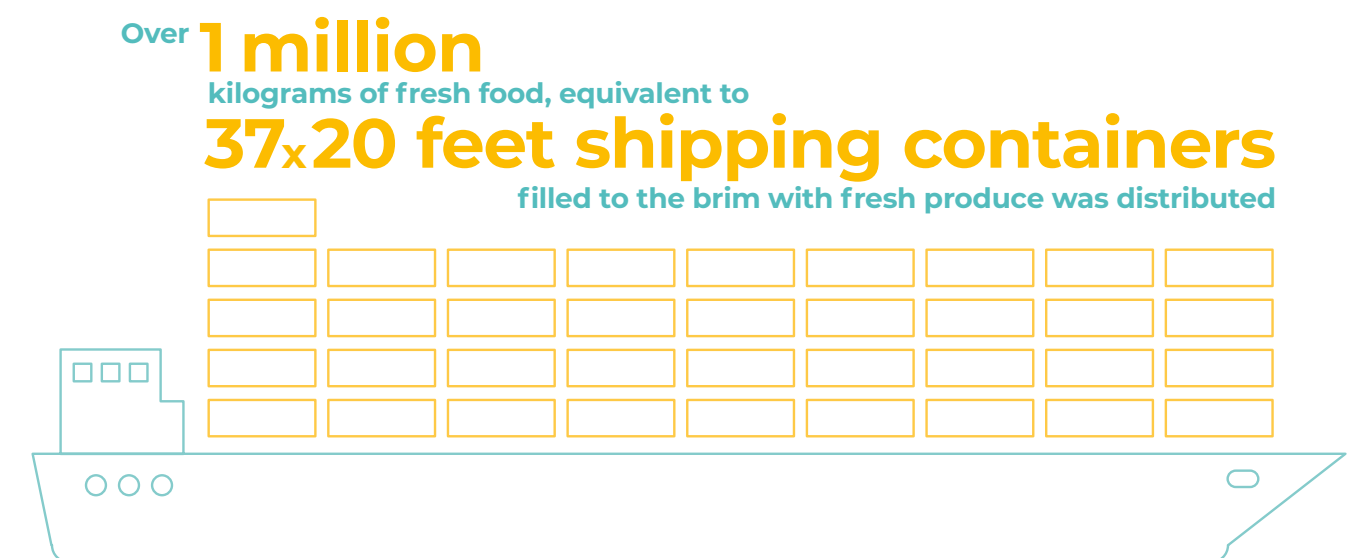 Over 1 million
kilograms of fresh food, equivalent to
37x20 feet shipping containers
filled to the brim with fresh produce was distributed